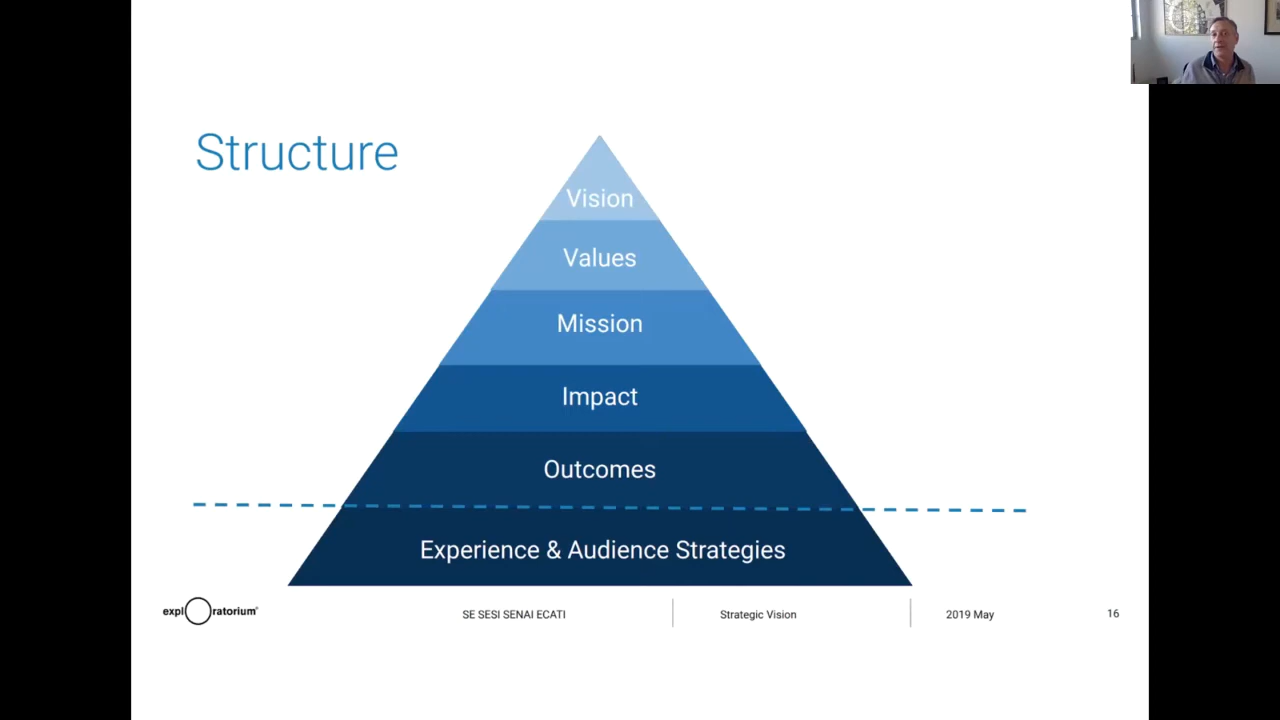 Structure
Vision
Values
Mission
Impact
Outcomes
Experience & Audience Strategies
expl ratorium®
SE SESI SENAI ECATI
Strategic Vision
2019 May
16